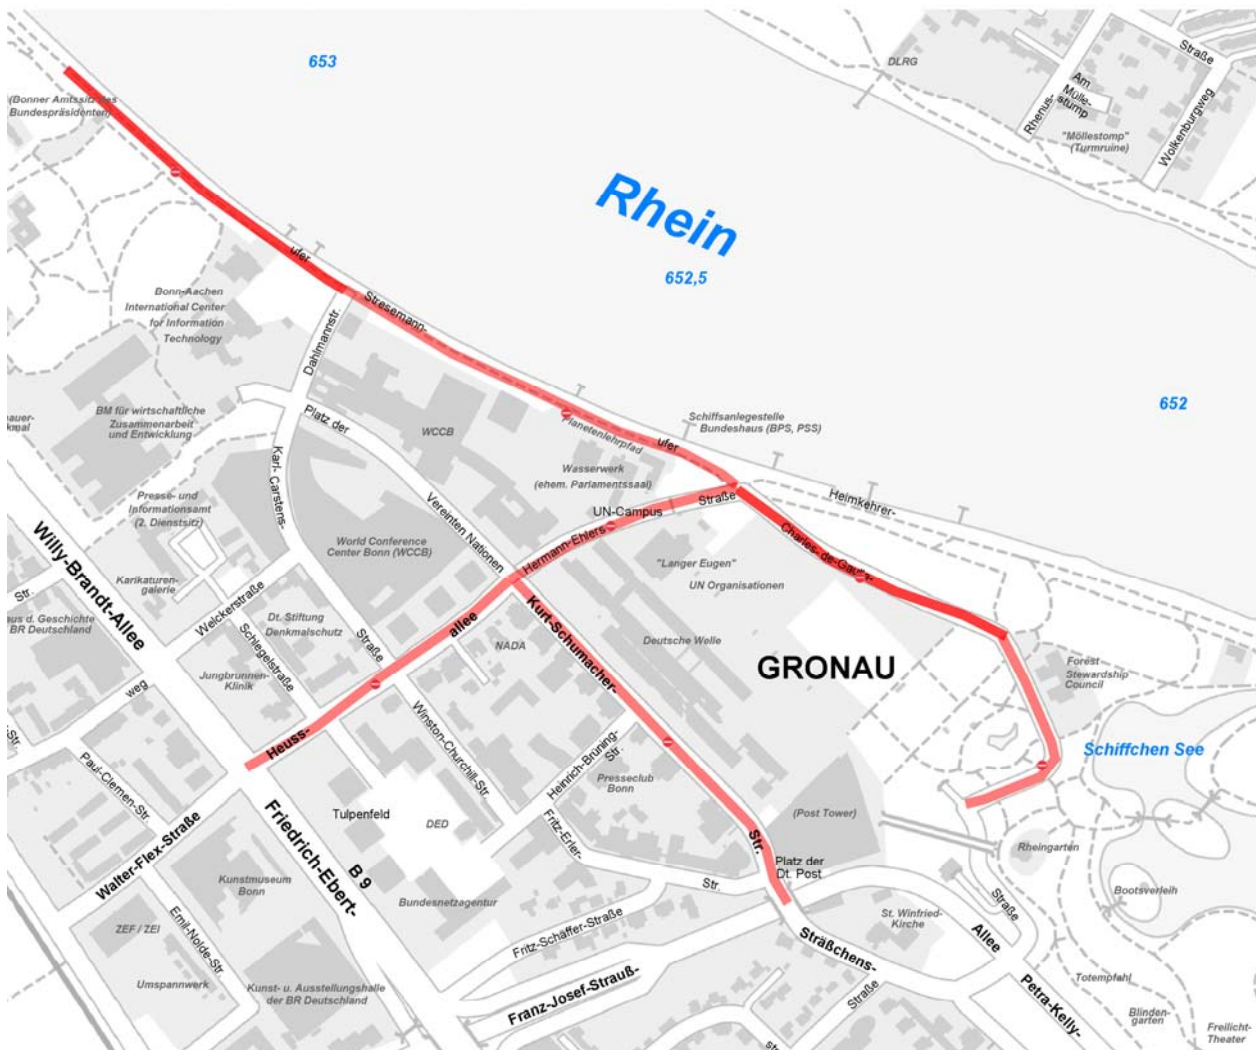 653
DLRG
Straße
Am
Mülle-
stump
Rhenus-
Wolkenburgweg
"Möllestomp"
(Turmruine)
(Bonner Amtssitz des
Bundespräsidenten)
Rhein
652,5
652
ufer
Stresemann-
Bonn-Aachen
International Center
for Information
Technology
Dahlmannstr.
BM für wirtschaftliche
Zusammenarbeit
und Entwicklung
Platz der
Vereinten Nationen
WCCB
Planetenlehrpfad
ufer
Schiffsanlegestelle
Bundeshaus (BPS, PSS)
Wasserwerk
(ehem. Parlamentssaal)
UN-Campus
Straße
Hermann-Ehlers
Heimkehrer-
Charles-de-Gaulle-
Karl- Carstens-
Straße
Presse- und
Informationsamt
(2. Dienstsitz)
World Conference
Center Bonn (WCCB)
"Langer Eugen"
UN Organisationen
Willy-Brandt-Allee
Karikaturen-
galerie
Welckerstraße
Str.
aus d. Geschichte
BR Deutschland
Dt. Stiftung
Denkmalschutz
Schlegelstraße
Jungbrunnen-
Klinik
allee
Heuss-
NADA
Kurt-Schumacher-
Str.
Deutsche Welle
GRONAU
Forest
Stewardship
Council
Schiffchen See
weg
Paul-Clemen-Str.
Walter-Flex-Straße
Winston-Churchill-Str.
Heinrich-Brüning-
Str.
Presseclub
Bonn
Tulpenfeld
DED
Fritz-Erler-
Str.
(Post Tower)
Platz der
Dt. Post
Rheingarten
Bootsverleih
Friedrich-Ebert-
B 9
Kunstmuseum
Bonn
Bundesnetzagentur
Fritz-Schäffer-Straße
Franz-Josef-Strauß-
Allee
St. Winfried-
Kirche
Straße
Sträßchens-
Straße
Petra-Kelly-
ZEF / ZEI
Emil-Nolde-Str.
Umspannwerk
Kunst- u. Ausstellungshalle
der BR Deutschland
Totempfahl
Blinden-
garten
Freilicht-
Theater